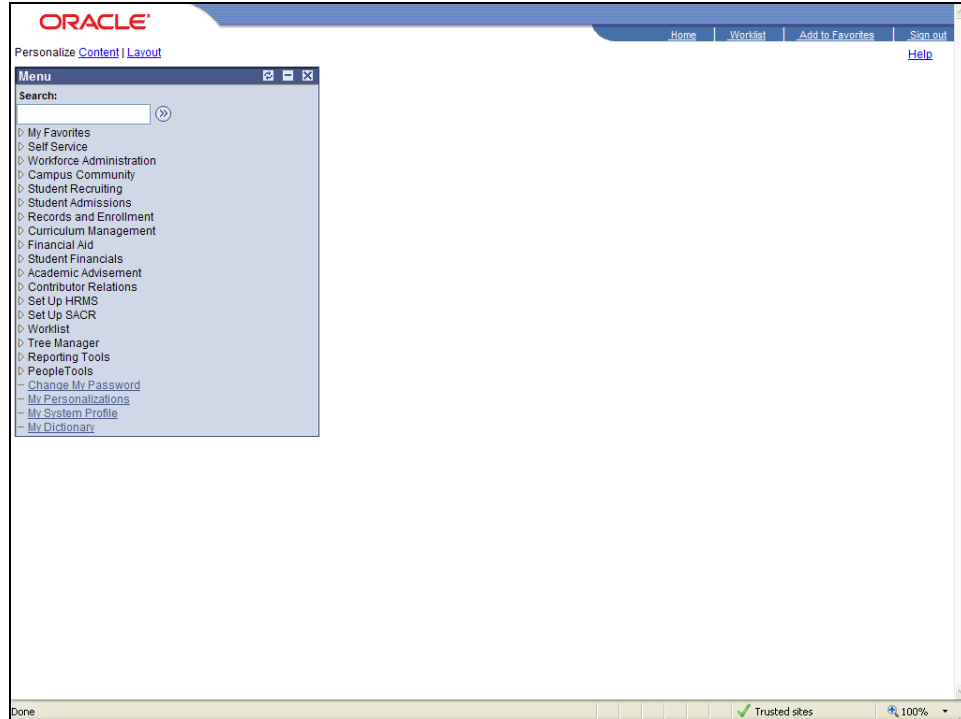 ORACLE®
Home Worklist Add to Favorites Sign out
Personalize Content | Layout Help
Menu
Search:
My Favorites
Self Service
Workforce Administration
Campus Community
Student Recruiting
Student Admissions
Records and Enrollment
Curriculum Management
Financial Aid
Student Financials
Academic Advisement
Contributor Relations
Set Up HRMS
Set Up SACR
Worklist
Tree Manager
Reporting Tools
PeopleTools
Change My Password
My Personalizations
My System Profile
My Dictionary
Done Trusted sites 100%